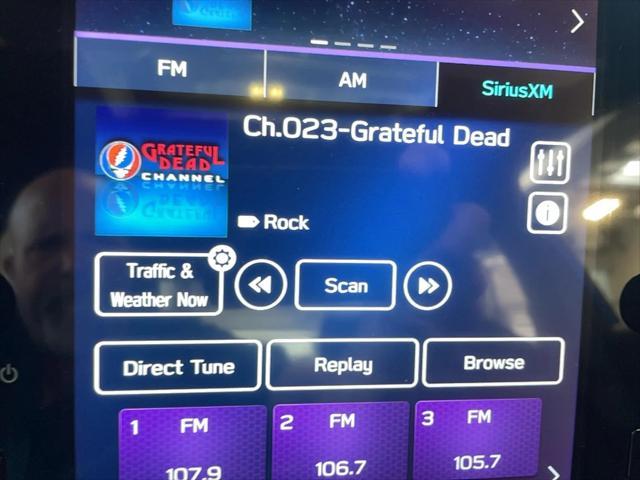 FM
AM
SiriusXM
Ch.023-Grateful Dead
GRATEFUL
DEAD
CHANNEL
Rock
Traffic &
Weather Now
Scan
Direct Tune
Replay
Browse
1 FM
107.9
2 FM
106.7
3 FM
105.7